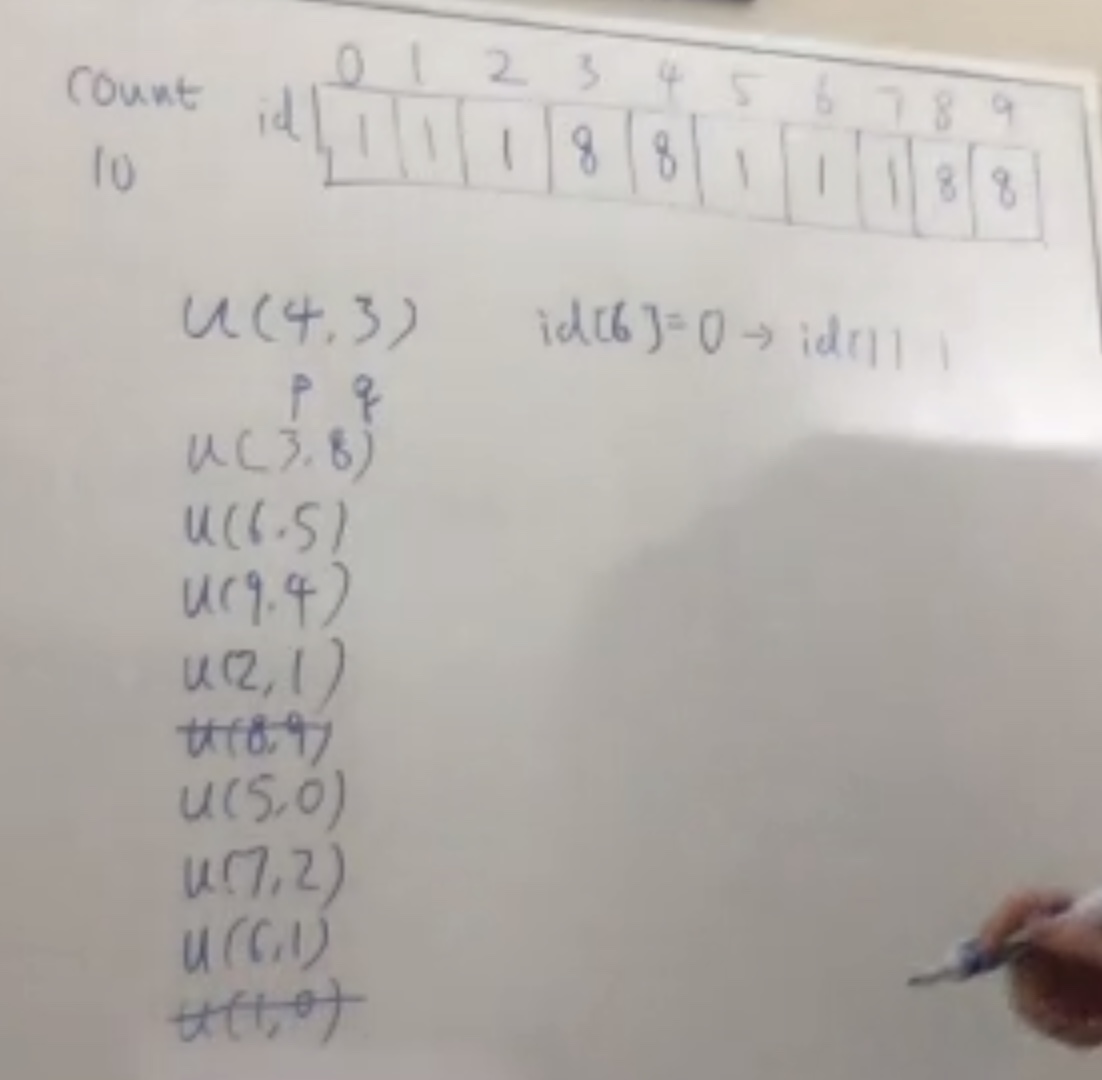 count
10
0 1 2 3 4 5 6 7 8 9
id 1 1 1 8 8 1 1 1 8 8
u(4,3)
id[6]=0 → id[1] 1
p q
u(3.8)
u(6.5)
u(9.4)
u(2,1)
u(8,9)
u(5,0)
u(7,2)
u(6,1)
u(1,0)